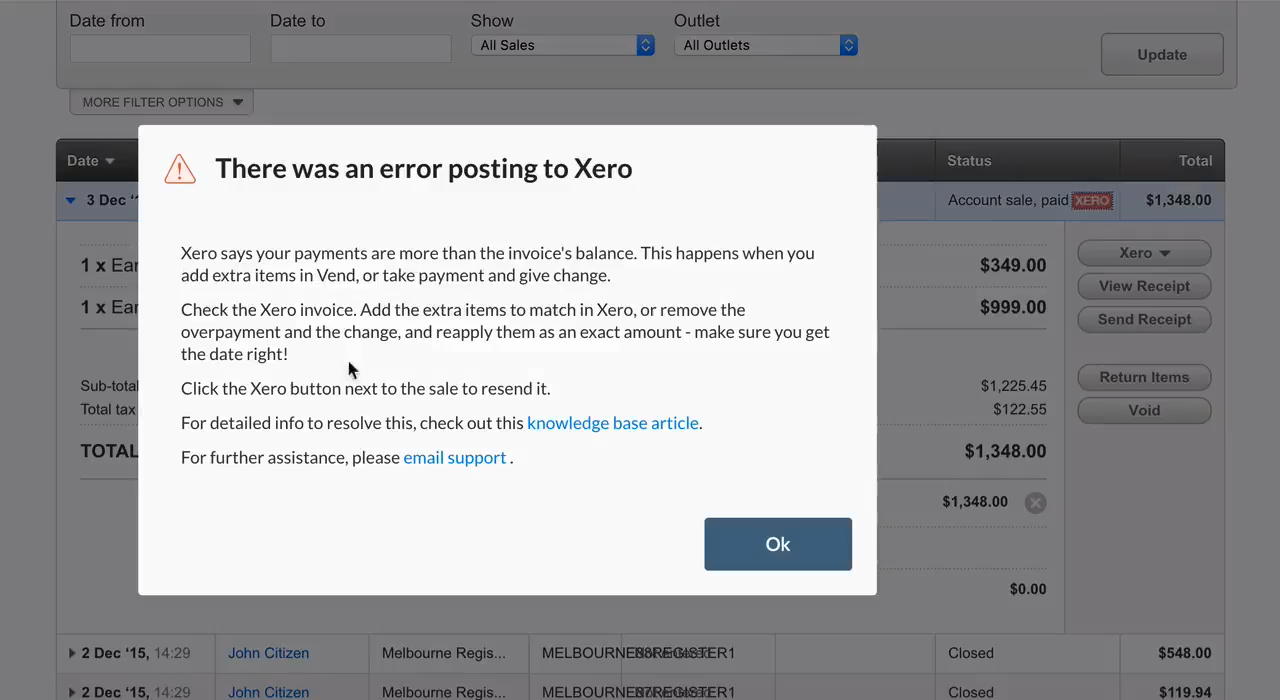 Date from Date to Show Outlet
All Sales All Outlets
Update
MORE FILTER OPTIONS
Date Status Total
3 Dec Account sale, paid XERO $1,348.00
There was an error posting to Xero
Xero says your payments are more than the invoice's balance. This happens when you
add extra items in Vend, or take payment and give change.
Check the Xero invoice. Add the extra items to match in Xero, or remove the
overpayment and the change, and reapply them as an exact amount - make sure you get
the date right!
Click the Xero button next to the sale to resend it.
For detailed info to resolve this, check out this knowledge base article.
For further assistance, please email support .
Ok
1 x Ear $349.00
1 x Ear $999.00
Sub-total $1,225.45
Total tax $122.55
TOTAL $1,348.00
$1,348.00
$0.00
Xero
View Receipt
Send Receipt
Return Items
Void
2 Dec ‘15, 14:29 John Citizen Melbourne Regis... MELBOURNE REGISTER1 Closed $548.00
2 Dec ‘15, 14:29 John Citizen Melbourne Regis... MELBOURNE REGISTER1 Closed $119.94